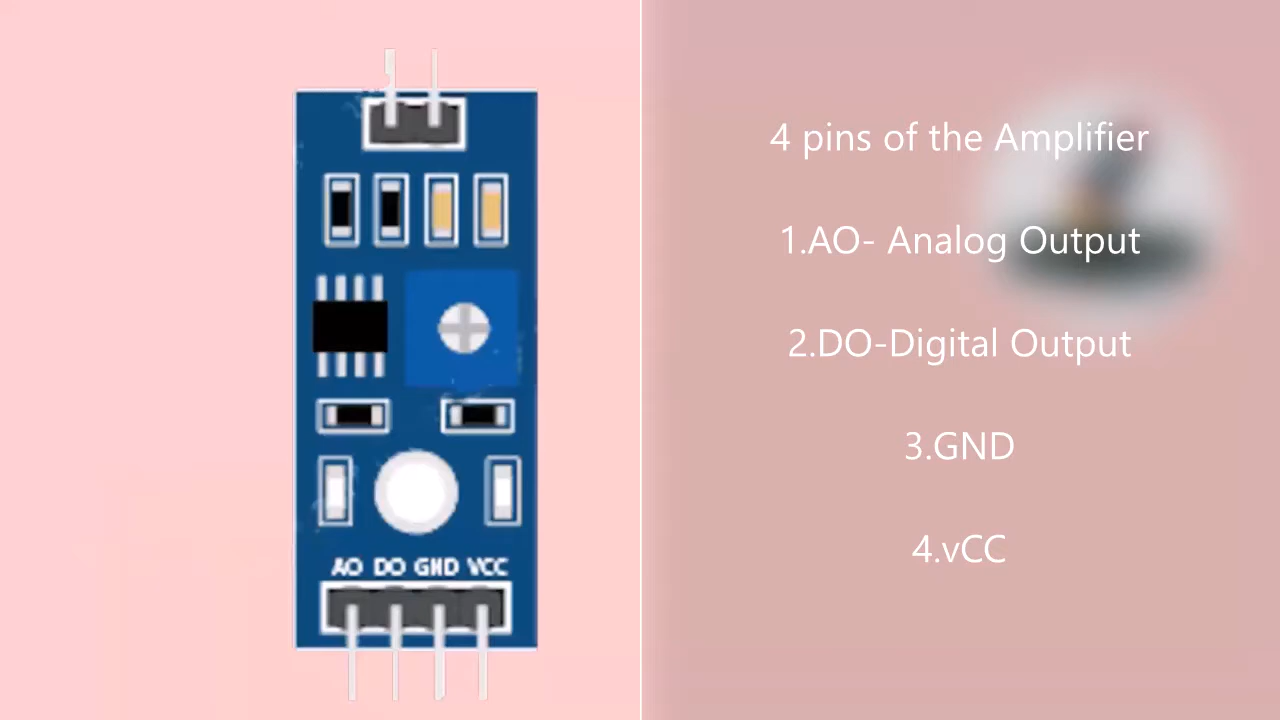 AO DO GND VCC
4 pins of the Amplifier
1.AO- Analog Output
2.DO-Digital Output
3.GND
4.vCC